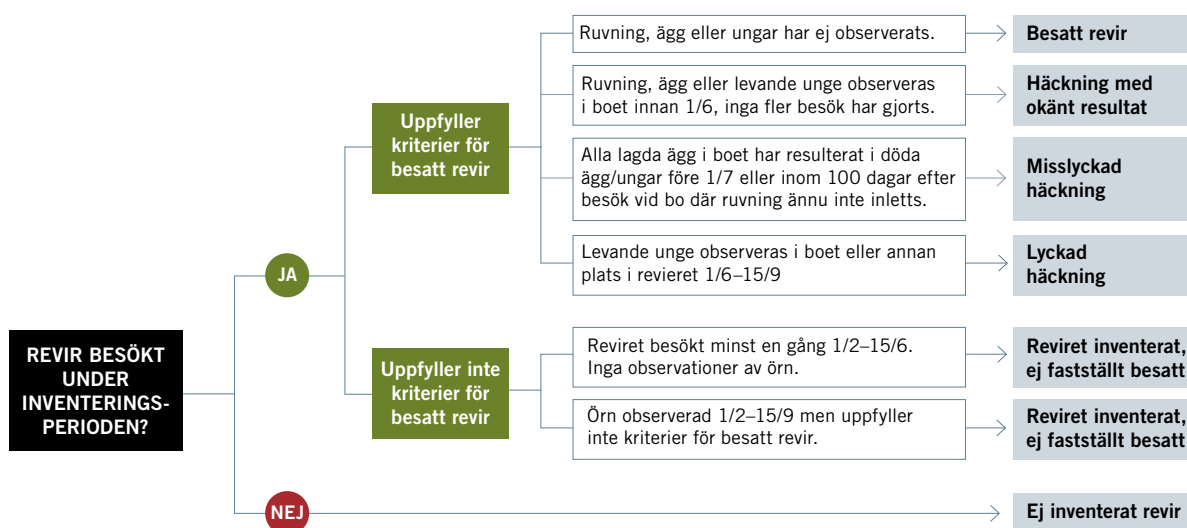 REVIR BESÖKT
UNDER
INVENTERINGS-
PERIODEN?
JA
Uppfyller
kriterier för
besatt revir
Ruvning, ägg eller ungar har ej observerats.
Besatt revir
Ruvning, ägg eller levande unge observeras
i boet innan 1/6, inga fler besök har gjorts.
Häckning med
okänt resultat
Alla lagda ägg i boet har resulterat i döda
ägg/ungar före 1/7 eller inom 100 dagar efter
besök vid bo där ruvning ännu inte inletts.
Misslyckad
häckning
Levande unge observeras i boet eller annan
plats i revieret 1/6–15/9
Lyckad
häckning
Uppfyller inte
kriterier för
besatt revir
Reviret besökt minst en gång 1/2–15/6.
Inga observationer av örn.
Reviret inventerat,
ej fastställt besatt
Örn observerad 1/2–15/9 men uppfyller
inte kriterier för besatt revir.
Reviret inventerat,
ej fastställt besatt
NEJ
Ej inventerat revir